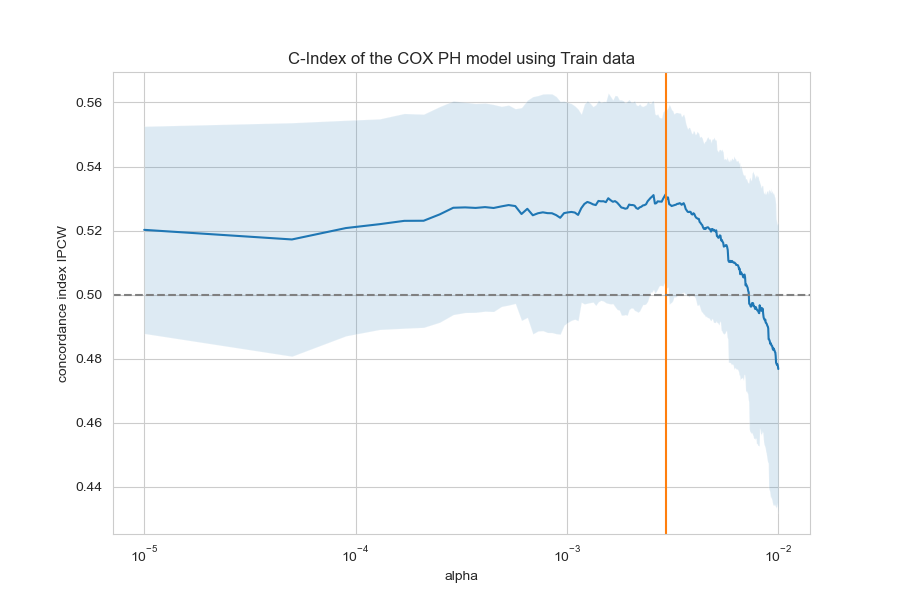 C-Index of the COX PH model using Train data
concordance index IPCW
0.56
0.54
0.52
0.50
0.48
0.46
0.44
10⁻⁵ 10⁻⁴ 10⁻³ 10⁻²
alpha